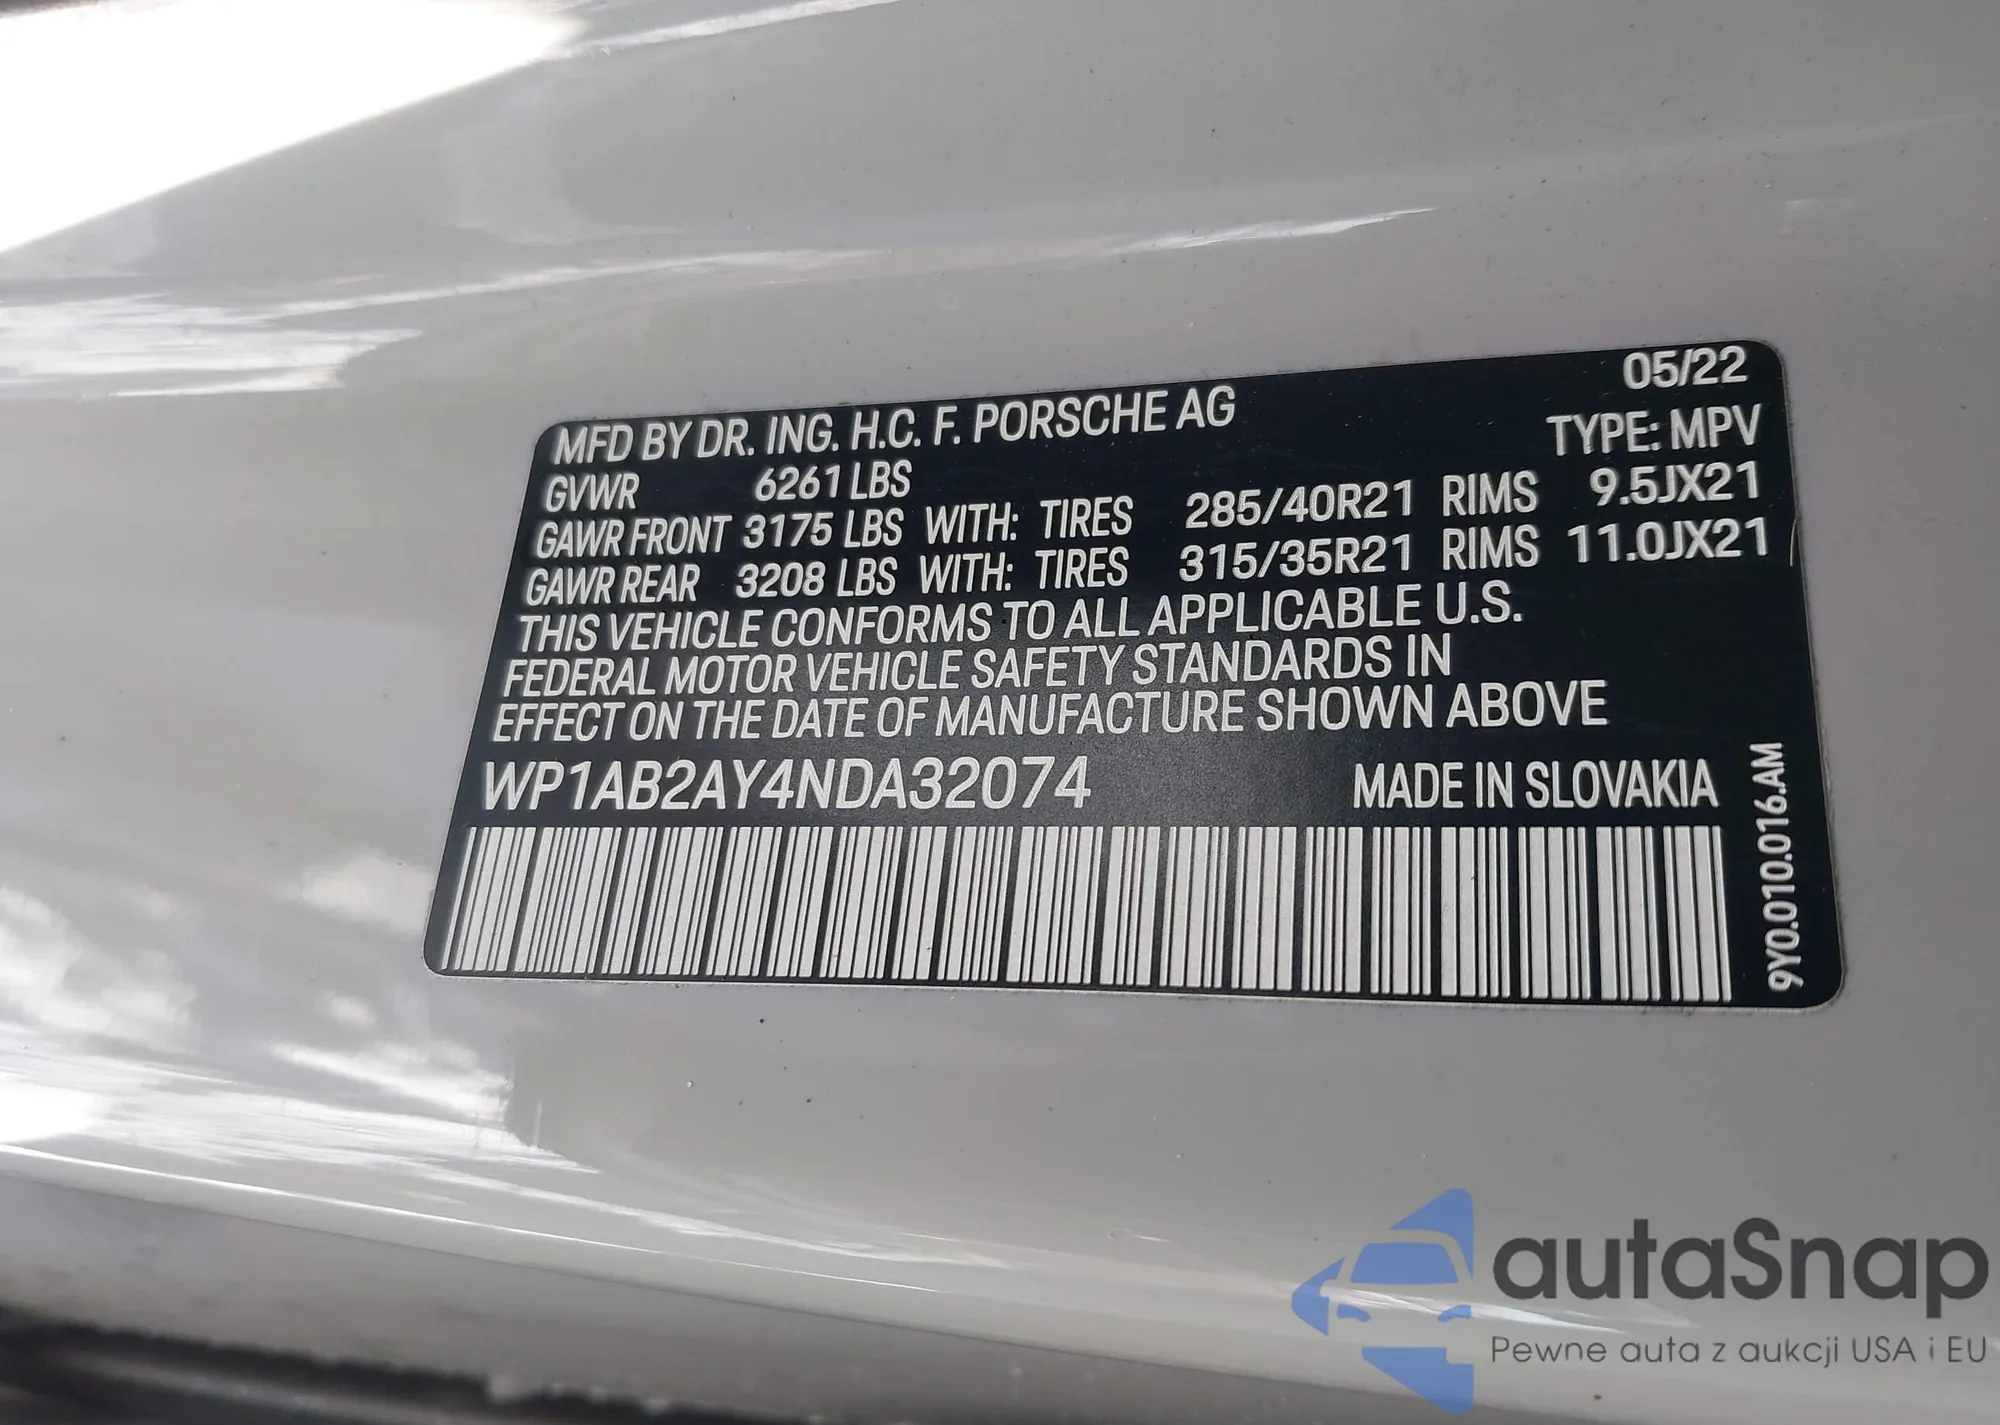 05/22
MFD BY DR. ING. H.C. F. PORSCHE AG TYPE: MPV
GVWR 6261 LBS
GAWR FRONT 3175 LBS WITH: TIRES 285/40R21 RIMS 9.5JX21
GAWR REAR 3208 LBS WITH: TIRES 315/35R21 RIMS 11.0JX21
THIS VEHICLE CONFORMS TO ALL APPLICABLE U.S.
FEDERAL MOTOR VEHICLE SAFETY STANDARDS IN
EFFECT ON THE DATE OF MANUFACTURE SHOWN ABOVE
WP1AB2AY4NDA32074 MADE IN SLOVAKIA
9Y0.010.016.AM
autaSnap
Pewne auta z aukcji USA i EU